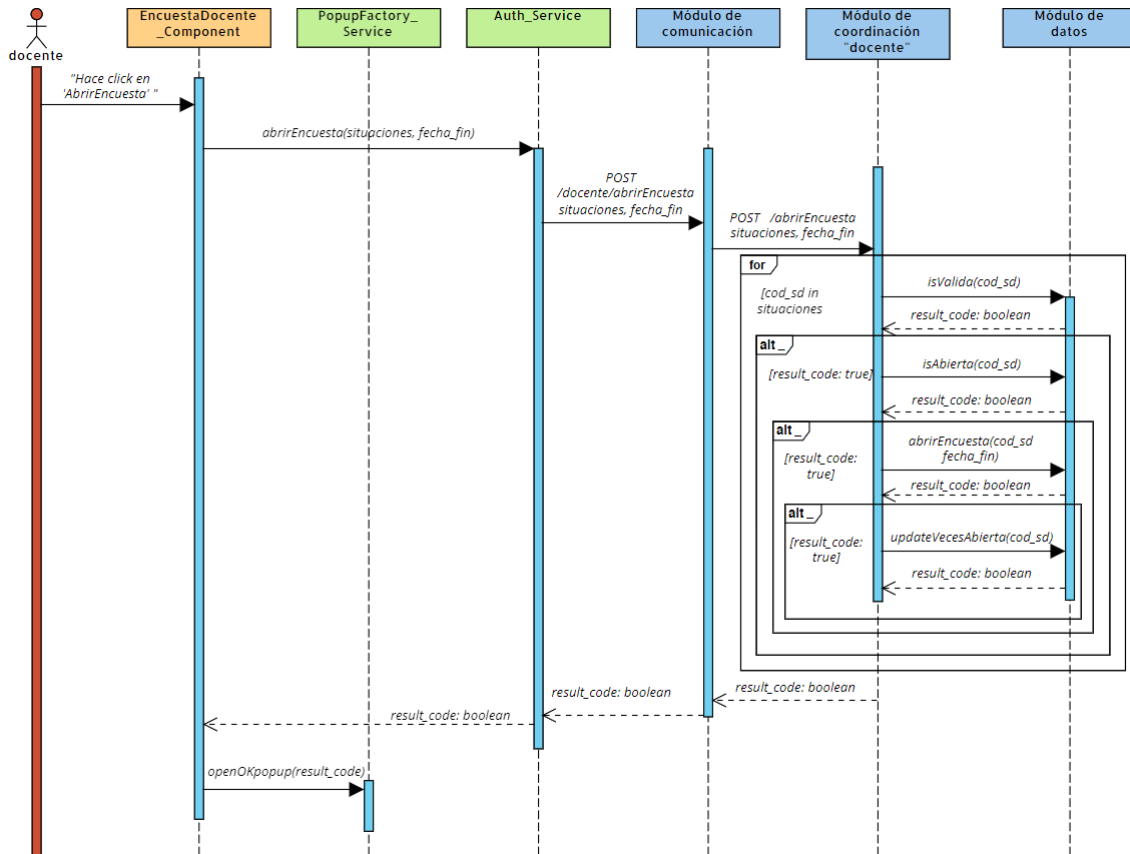 docente
EncuestaDocente
_Component
PopupFactory_
Service
Auth_Service
Módulo de
comunicación
Módulo de
coordinación
"docente"
Módulo de
datos
"Hace click en
'AbrirEncuesta' "
abrirEncuesta(situaciones, fecha_fin)
POST
/docente/abrirEncuesta
situaciones, fecha_fin
POST /abrirEncuesta
situaciones, fecha_fin
for
[cod_sd in
situaciones
isValida(cod_sd)
result_code: boolean
alt _
[result_code: true]
isAbierta(cod_sd)
result_code: boolean
alt _
[result_code:
true]
abrirEncuesta(cod_sd
fecha_fin)
result_code: boolean
alt _
[result_code:
true]
updateVecesAbierta(cod_sd)
result_code: boolean
result_code: boolean
result_code: boolean
result_code: boolean
openOKpopup(result_code)